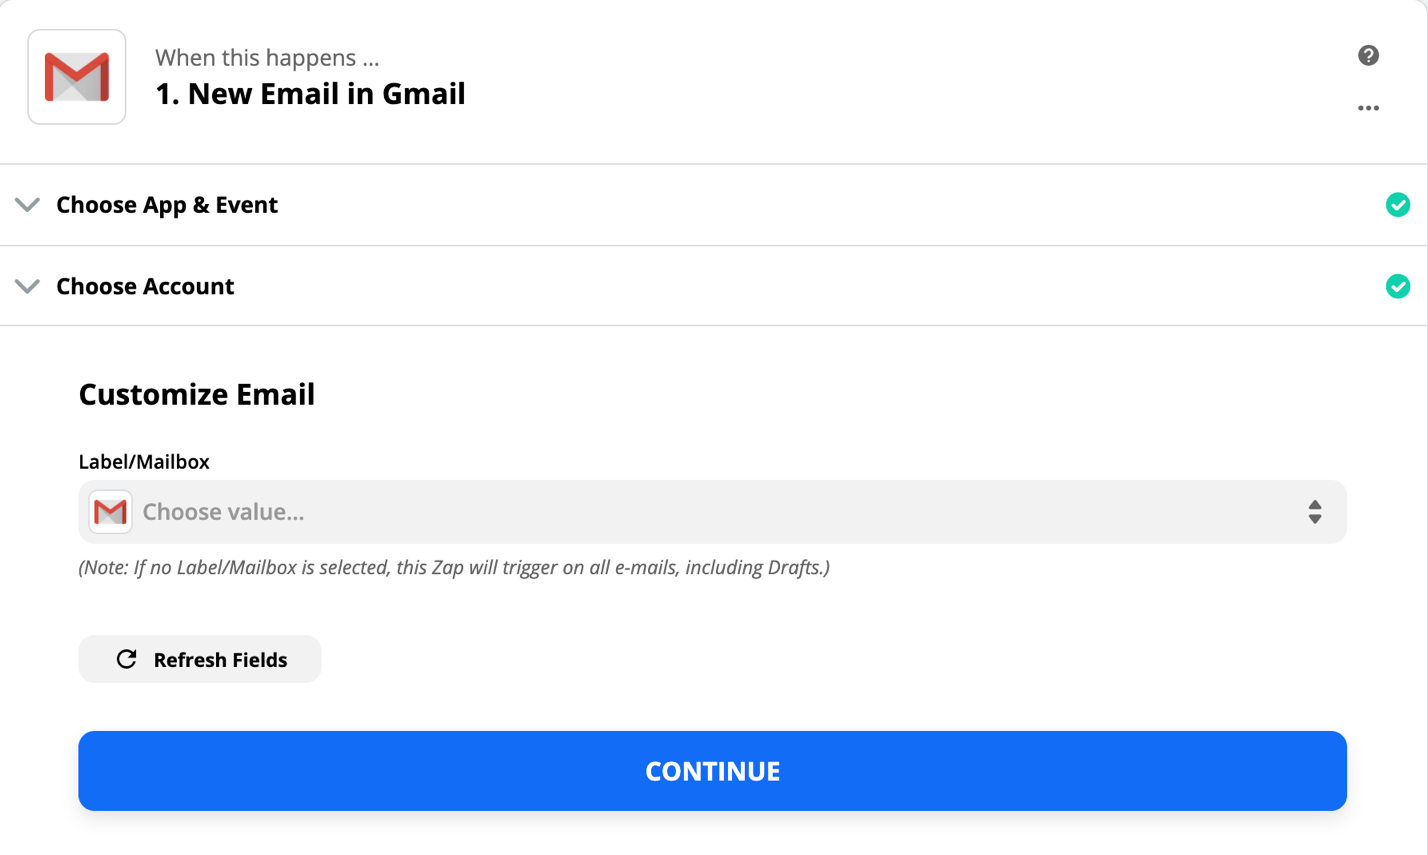 When this happens ...
1. New Email in Gmail
Choose App & Event
Choose Account
Customize Email
Label/Mailbox
Choose value...
(Note: If no Label/Mailbox is selected, this Zap will trigger on all e-mails, including Drafts.)
Refresh Fields
CONTINUE